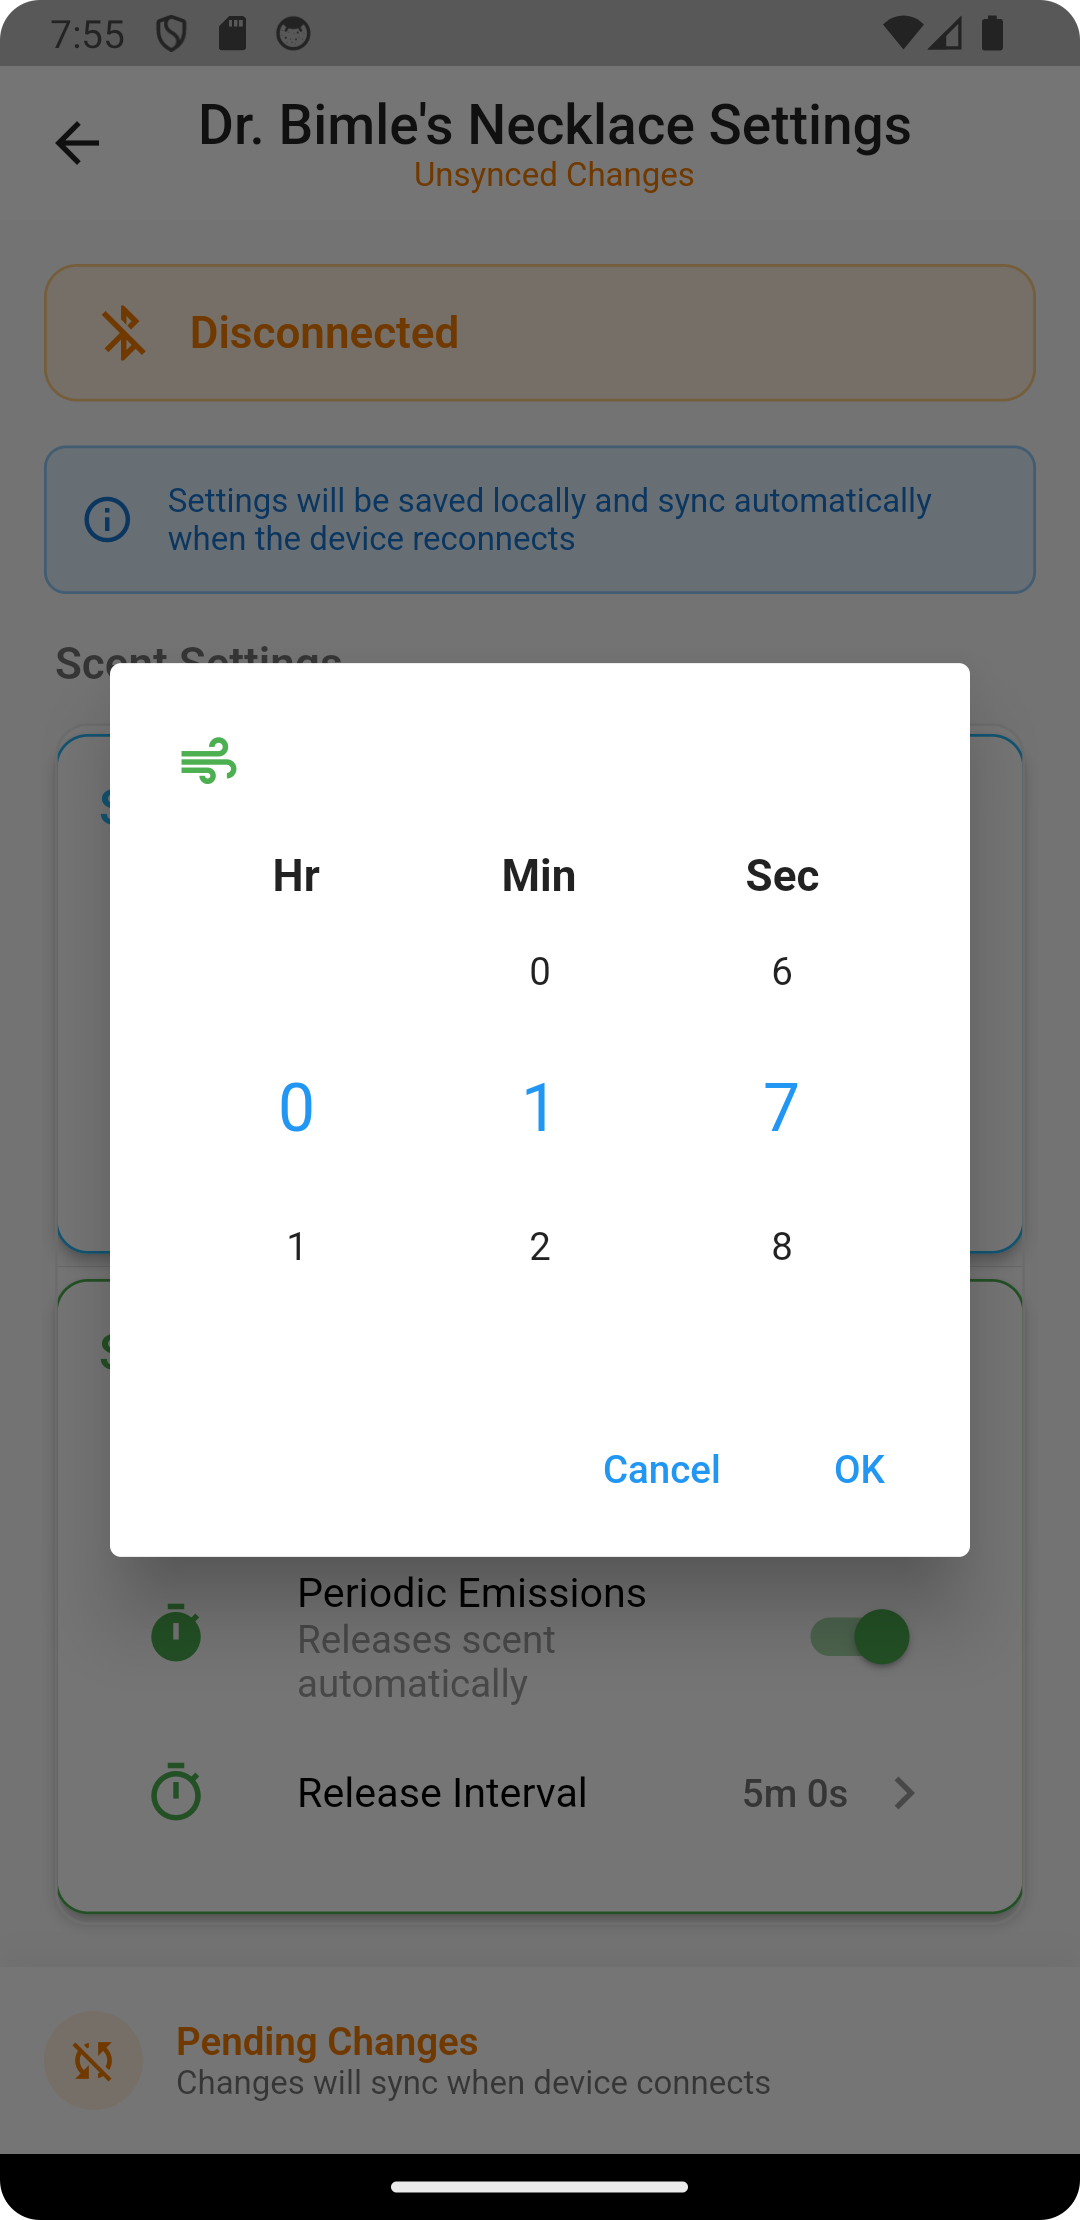 7:55
Dr. Bimle's Necklace Settings
Unsynced Changes
Disconnected
Settings will be saved locally and sync automatically
when the device reconnects
Scent Settings
Hr Min Sec
0 6
0 1 7
1 2 8
Cancel OK
Periodic Emissions
Releases scent
automatically
Release Interval 5m 0s
Pending Changes
Changes will sync when device connects